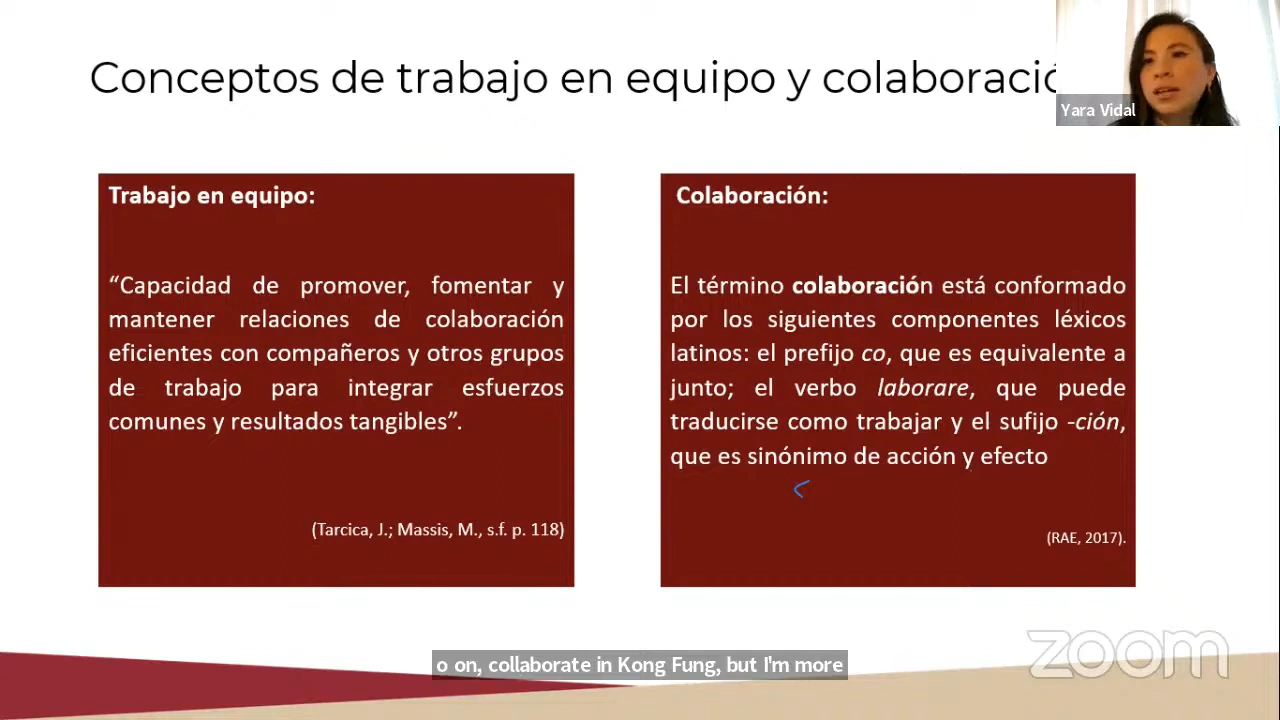 Conceptos de trabajo en equipo y colaboració
Yara Vidal
Trabajo en equipo:
“Capacidad de promover, fomentar y
mantener relaciones de colaboración
eficientes con compañeros y otros grupos
de trabajo para integrar esfuerzos
comunes y resultados tangibles”.
(Tarcica, J.; Massis, M., s.f. p. 118)
Colaboración:
El término colaboración está conformado
por los siguientes componentes léxicos
latinos: el prefijo co, que es equivalente a
junto; el verbo laborare, que puede
traducirse como trabajar y el sufijo -ción,
que es sinónimo de acción y efecto
(RAE, 2017).
zoom
o on, collaborate in Kong Fung, but I'm more